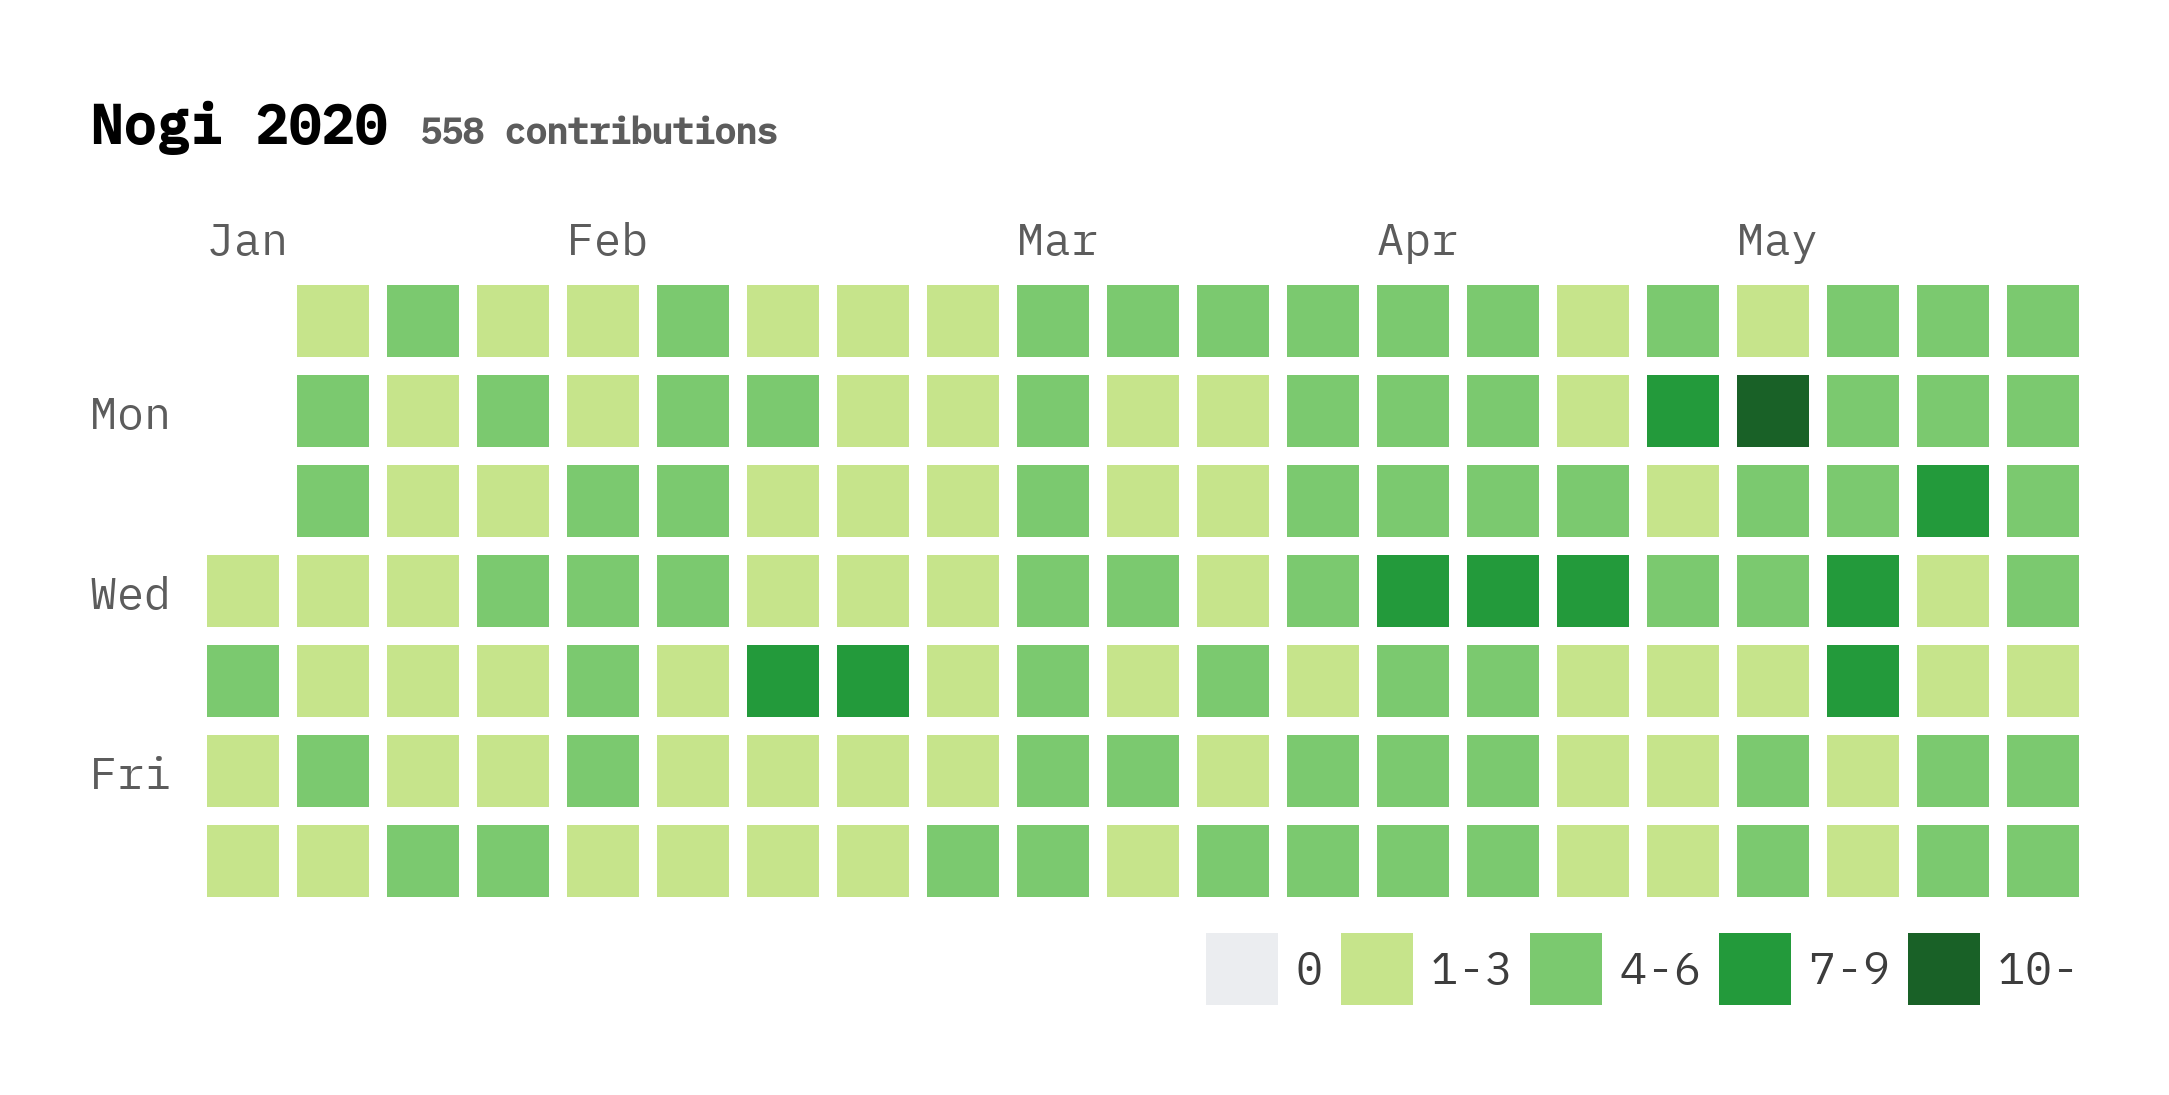 Nogi 2020 558 contributions
Jan Feb Mar Apr May
Mon
Wed
Fri
0 1-3 4-6 7-9 10-